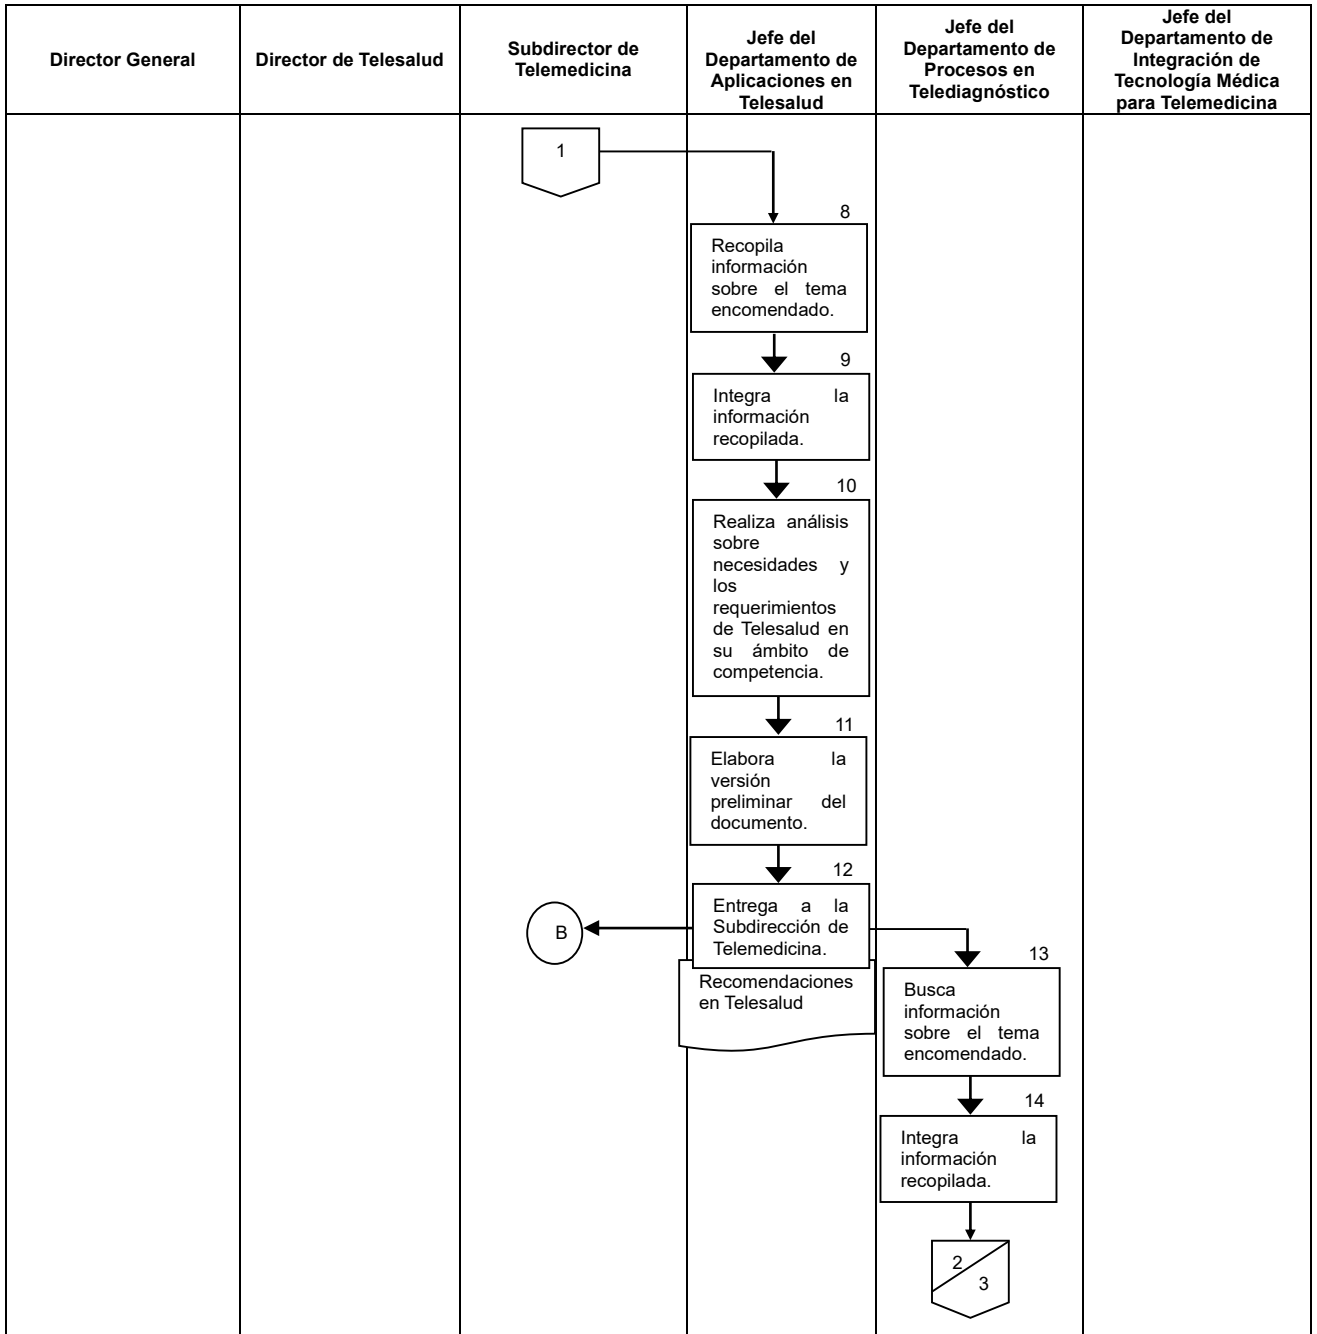 Director General
Director de Telesalud
Subdirector de
Telemedicina
Jefe del
Departamento de
Aplicaciones en
Telesalud
Jefe del
Departamento de
Procesos en
Telediagnóstico
Jefe del
Departamento de
Integración de
Tecnología Médica
para Telemedicina
1
8
Recopila
información
sobre el tema
encomendado.
9
Integra la
información
recopilada.
10
Realiza análisis
sobre
necesidades y
los
requerimientos
de Telesalud en
su ámbito de
competencia.
11
Elabora la
versión
preliminar del
documento.
12
Entrega a la
Subdirección de
Telemedicina.
B
Recomendaciones
en Telesalud
13
Busca
información
sobre el tema
encomendado.
14
Integra la
información
recopilada.
2
3